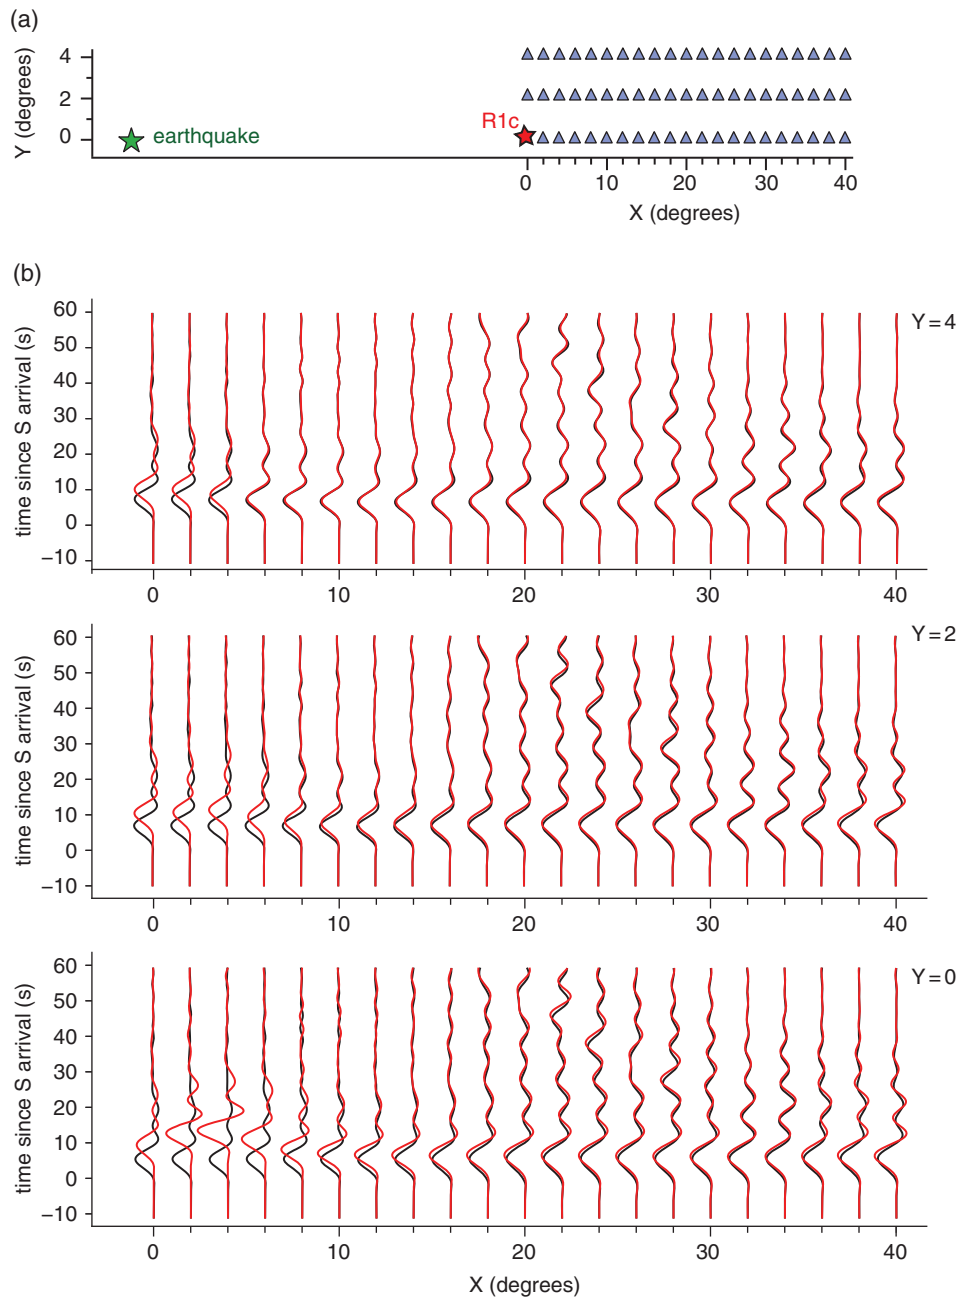 (a)
Y (degrees)
4
2
0
earthquake
R1c
0 10 20 30 40
X (degrees)
(b)
time since S arrival (s)
60
50
40
30
20
10
0
−10
Y = 4
0 10 20 30 40
time since S arrival (s)
60
50
40
30
20
10
0
−10
Y = 2
0 10 20 30 40
time since S arrival (s)
60
50
40
30
20
10
0
−10
Y = 0
0 10 20 30 40
X (degrees)